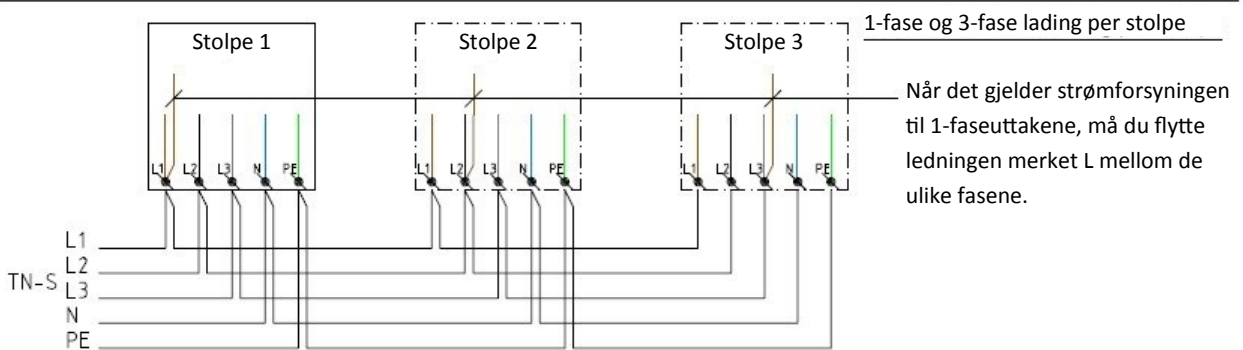 1-fase og 3-fase lading per stolpe
Stolpe 1
Stolpe 2
Stolpe 3
Når det gjelder strømforsyningen
til 1-faseuttakene, må du flytte
ledningen merket L mellom de
ulike fasene.
L1 L2 L3 N PE
L1 L2 L3 N PE
L1 L2 L3 N PE
L1
L2
TN-S
L3
N
PE